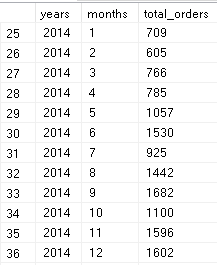 years months total_orders
25 2014 1 709
26 2014 2 605
27 2014 3 766
28 2014 4 785
29 2014 5 1057
30 2014 6 1530
31 2014 7 925
32 2014 8 1442
33 2014 9 1682
34 2014 10 1100
35 2014 11 1596
36 2014 12 1602